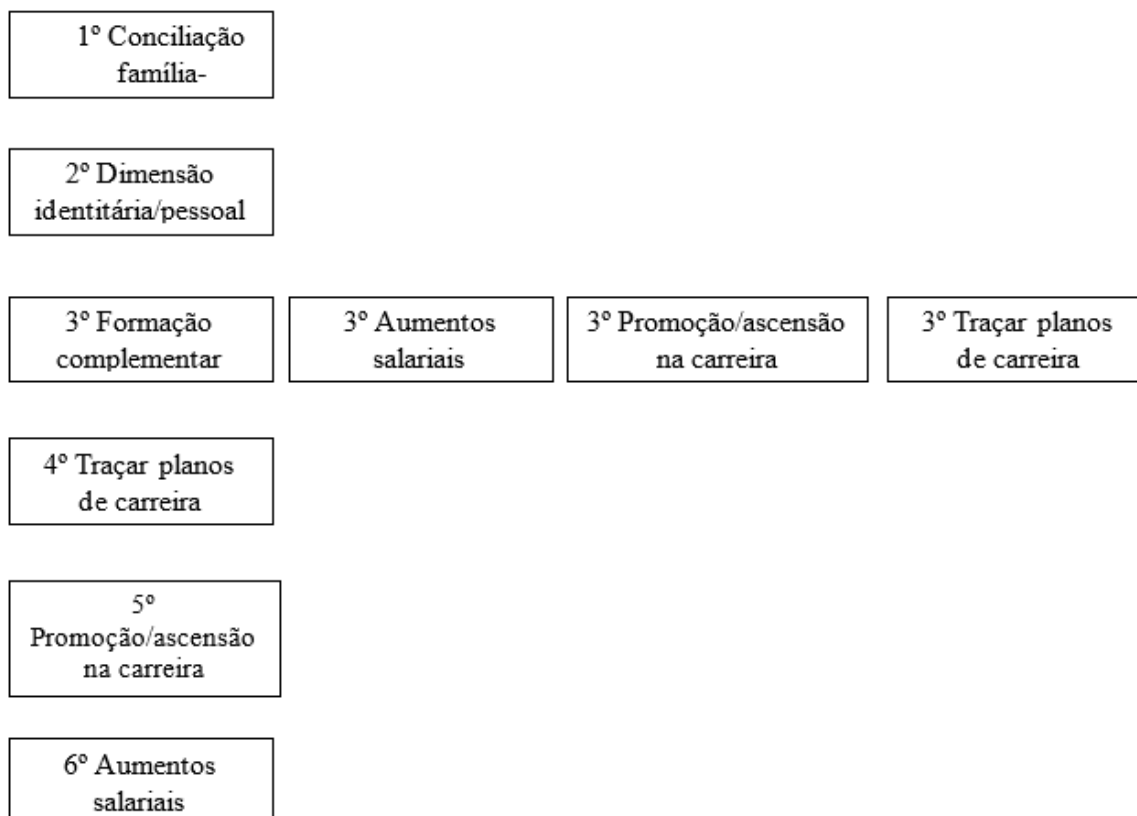 1º Conciliação
família-
2º Dimensão
identitária/pessoal
3º Formação
complementar
3º Aumentos
salariais
3º Promoção/ascensão
na carreira
3º Traçar planos
de carreira
4º Traçar planos
de carreira
5º
Promoção/ascensão
na carreira
6º Aumentos
salariais